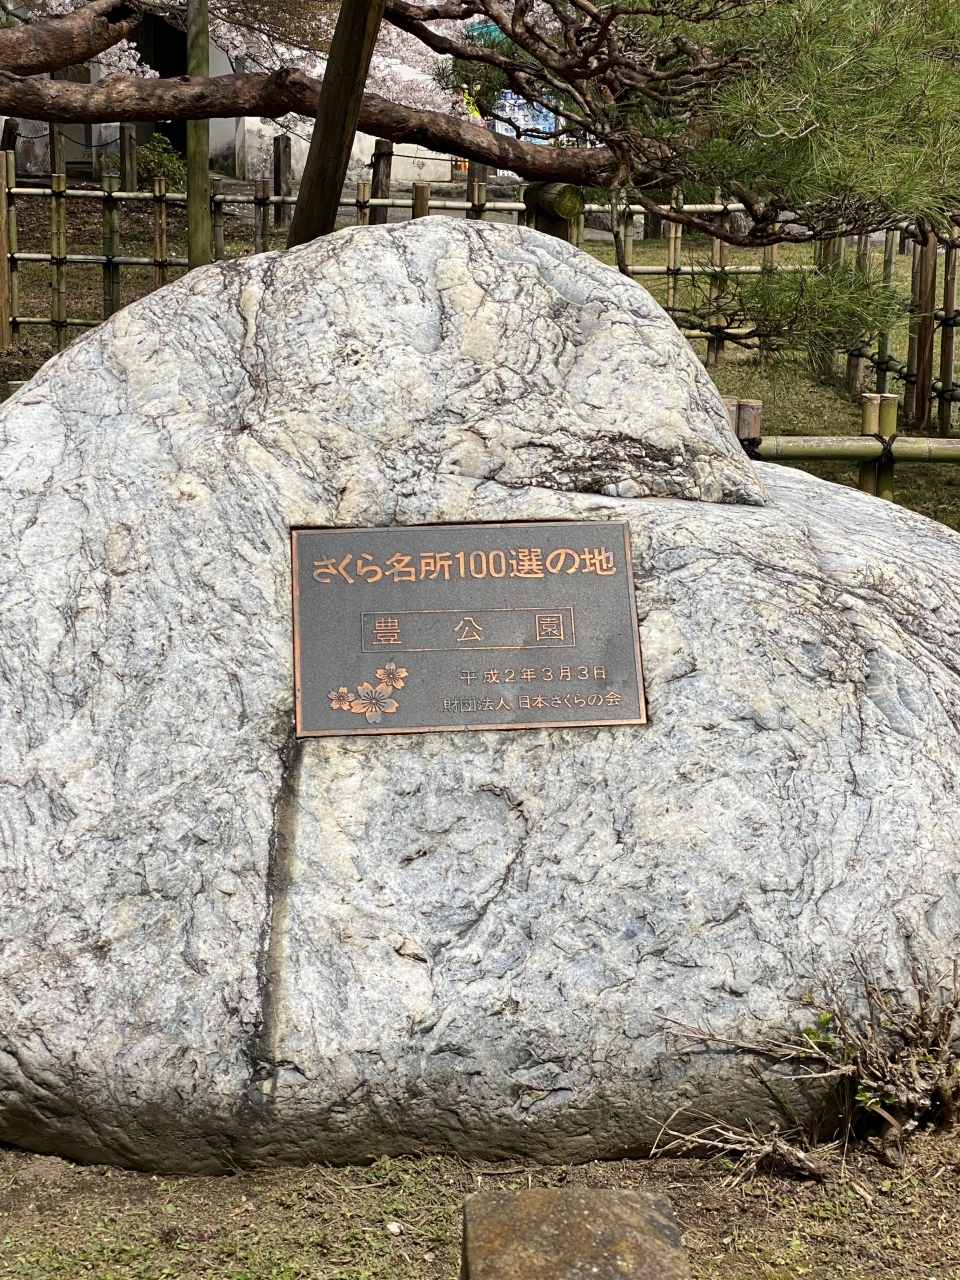 さくら名所100選の地
豊公園
平成2年3月3日
財団法人 日本さくらの会